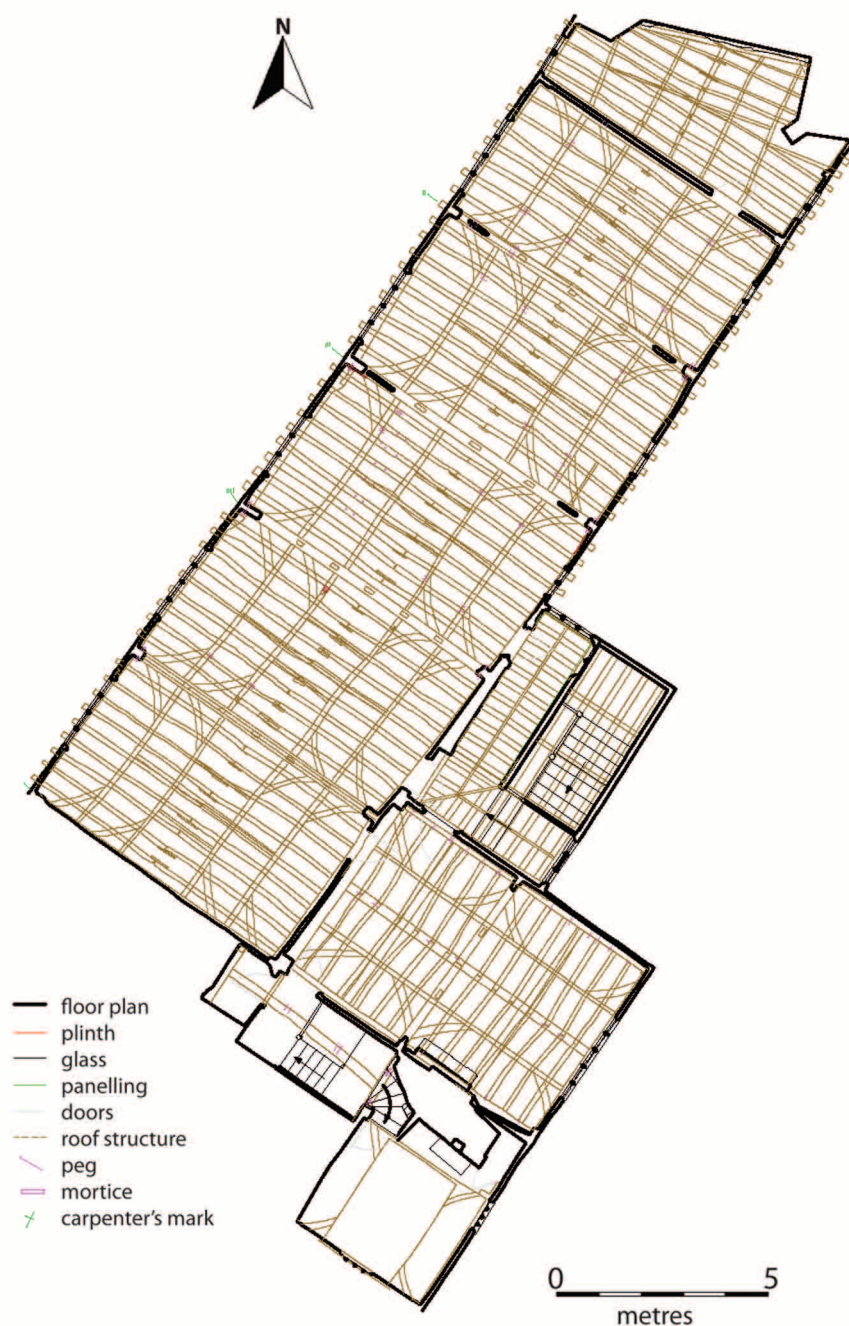 N
floor plan
plinth
glass
panelling
doors
roof structure
peg
mortice
carpenter's mark
0 5
metres